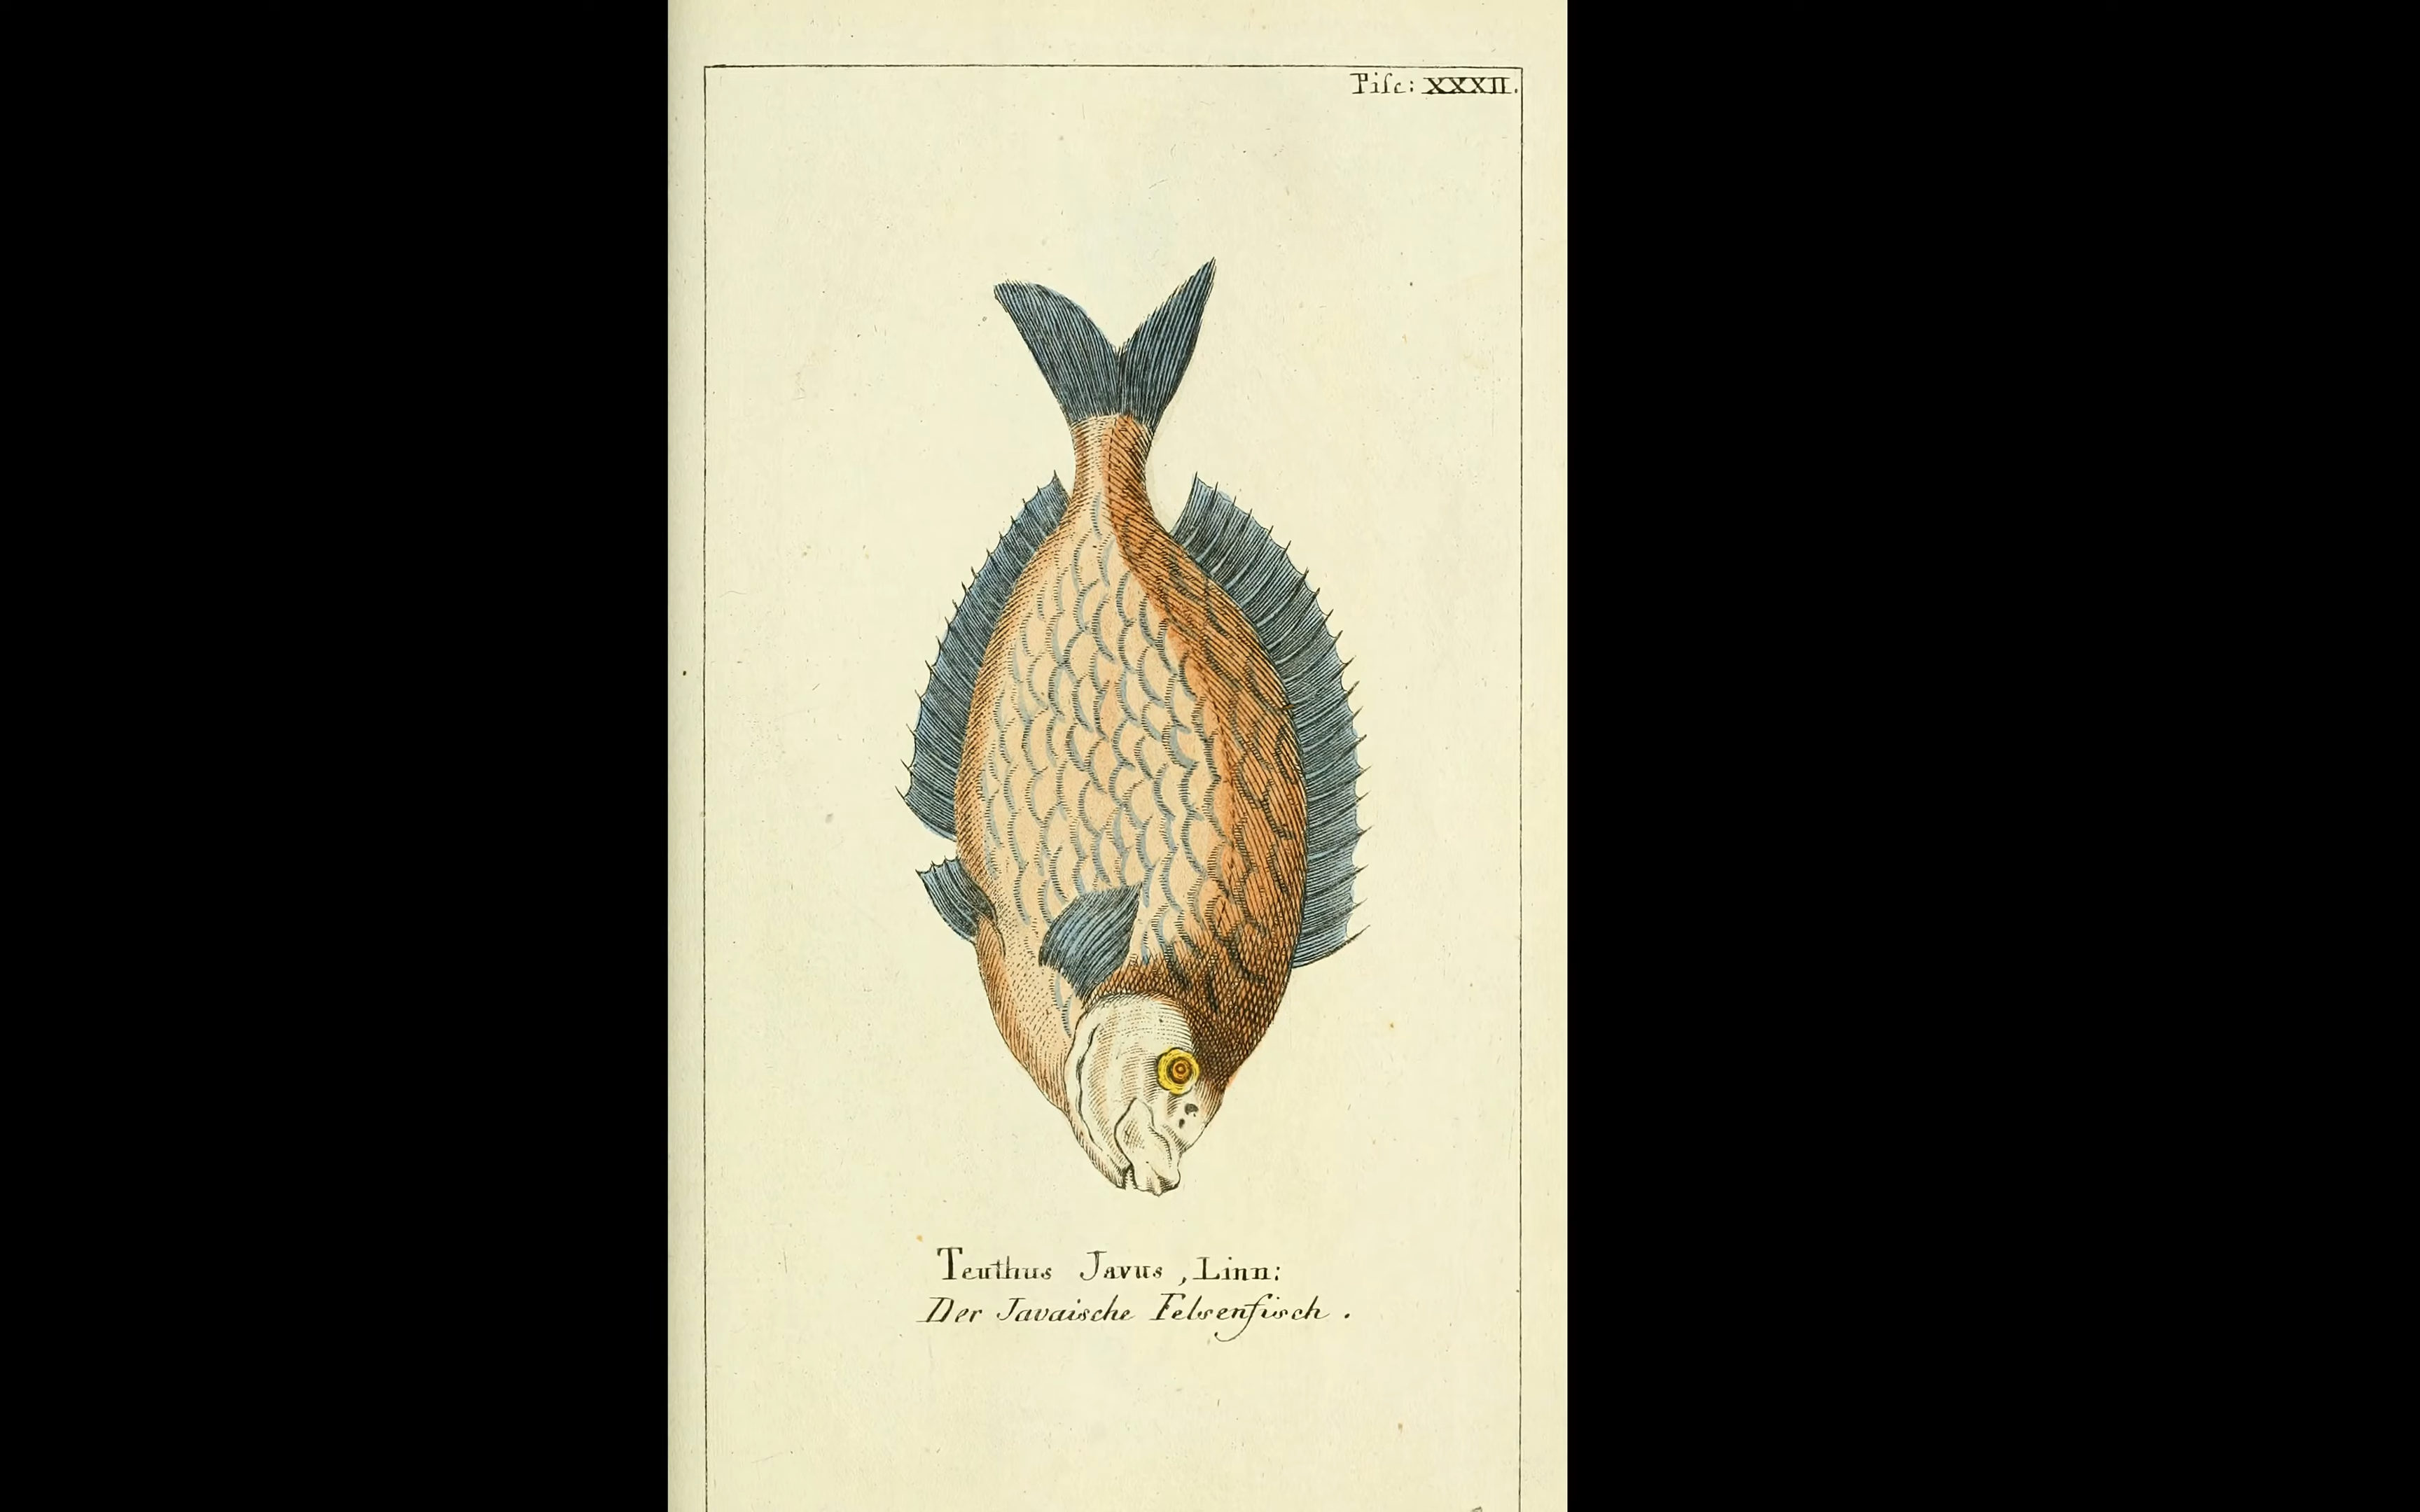 Piſc: XXXII.
Teuthus Javus, Linn:
Der Javaische Felsenfisch.